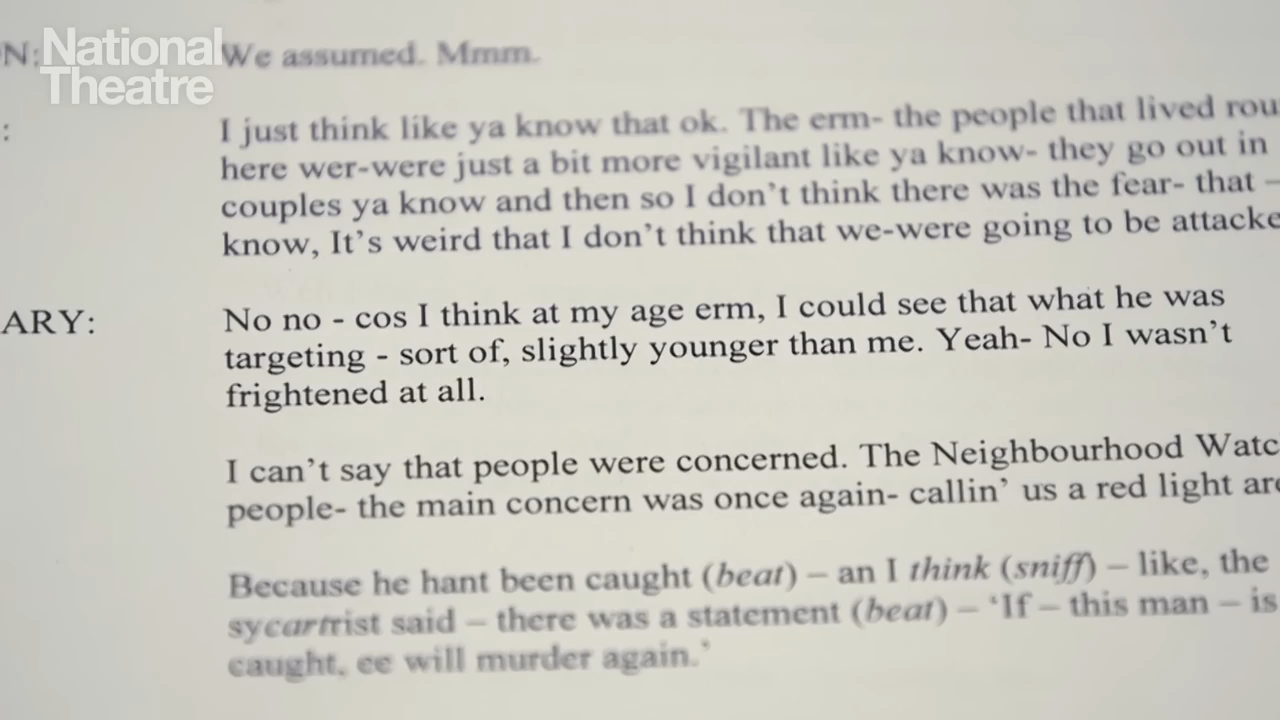 National
Theatre
N: We assumed. Mmm.
: I just think like ya know that ok. The erm- the people that lived rou
here wer-were just a bit more vigilant like ya know- they go out in
couples ya know and then so I don't think there was the fear- that –
know, It's weird that I don't think that we-were going to be attacke
ARY: No no - cos I think at my age erm, I could see that what he was
targeting - sort of, slightly younger than me. Yeah- No I wasn't
frightened at all.
I can't say that people were concerned. The Neighbourhood Watc
people- the main concern was once again- callin' us a red light are
Because he hant been caught (beat) – an I think (sniff) – like, the
sycartrist said – there was a statement (beat) – 'If – this man – is
caught, ee will murder again.'